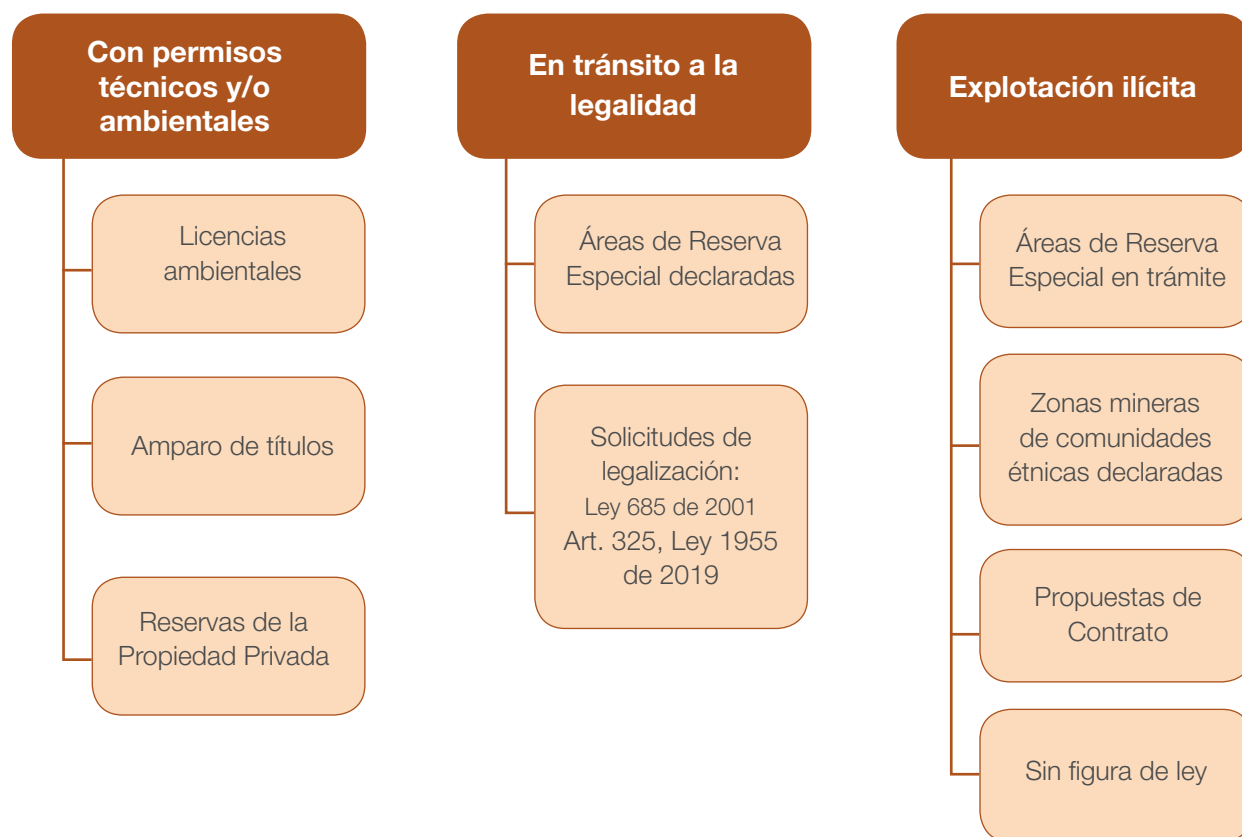 Con permisos
técnicos y/o
ambientales
Licencias
ambientales
Amparo de títulos
Reservas de la
Propiedad Privada
En tránsito a la
legalidad
Áreas de Reserva
Especial declaradas
Solicitudes de
legalización:
Ley 685 de 2001
Art. 325, Ley 1955
de 2019
Explotación ilícita
Áreas de Reserva
Especial en trámite
Zonas mineras
de comunidades
étnicas declaradas
Propuestas de
Contrato
Sin figura de ley